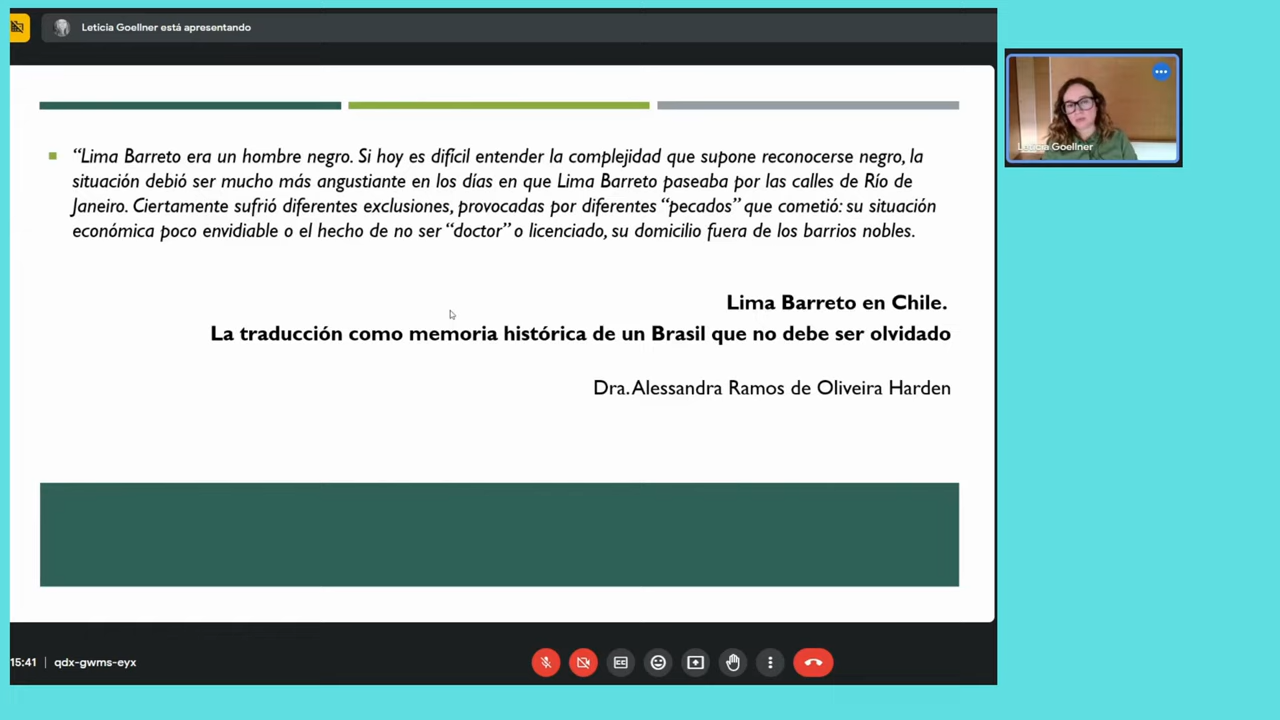 Leticia Goellner está apresentando
“Lima Barreto era un hombre negro. Si hoy es difícil entender la complejidad que supone reconocerse negro, la
situación debió ser mucho más angustiante en los días en que Lima Barreto paseaba por las calles de Río de
Janeiro. Ciertamente sufrió diferentes exclusiones, provocadas por diferentes “pecados” que cometió: su situación
económica poco envidiable o el hecho de no ser “doctor” o licenciado, su domicilio fuera de los barrios nobles.
Lima Barreto en Chile.
La traducción como memoria histórica de un Brasil que no debe ser olvidado
Dra. Alessandra Ramos de Oliveira Harden
Leticia Goellner
15:41 | qdx-gwms-eyx